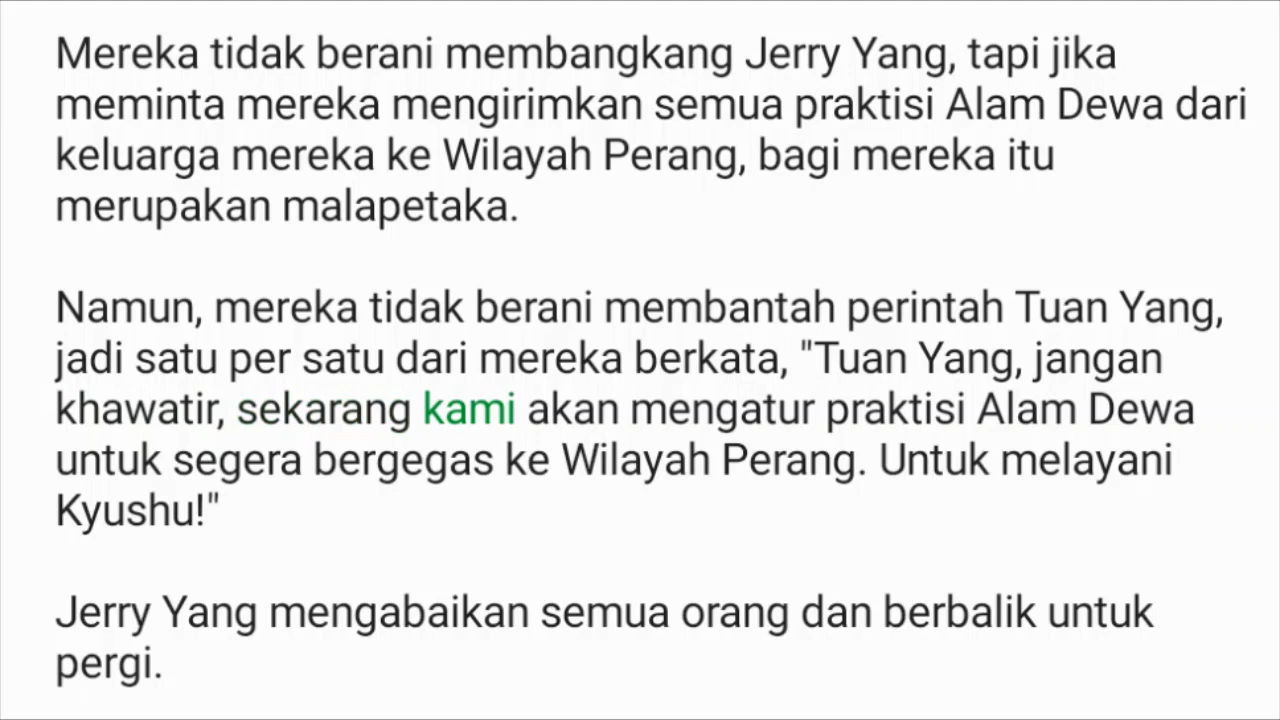 Mereka tidak berani membangkang Jerry Yang, tapi jika
meminta mereka mengirimkan semua praktisi Alam Dewa dari
keluarga mereka ke Wilayah Perang, bagi mereka itu
merupakan malapetaka.
Namun, mereka tidak berani membantah perintah Tuan Yang,
jadi satu per satu dari mereka berkata, "Tuan Yang, jangan
khawatir, sekarang kami akan mengatur praktisi Alam Dewa
untuk segera bergegas ke Wilayah Perang. Untuk melayani
Kyushu!"
Jerry Yang mengabaikan semua orang dan berbalik untuk
pergi.